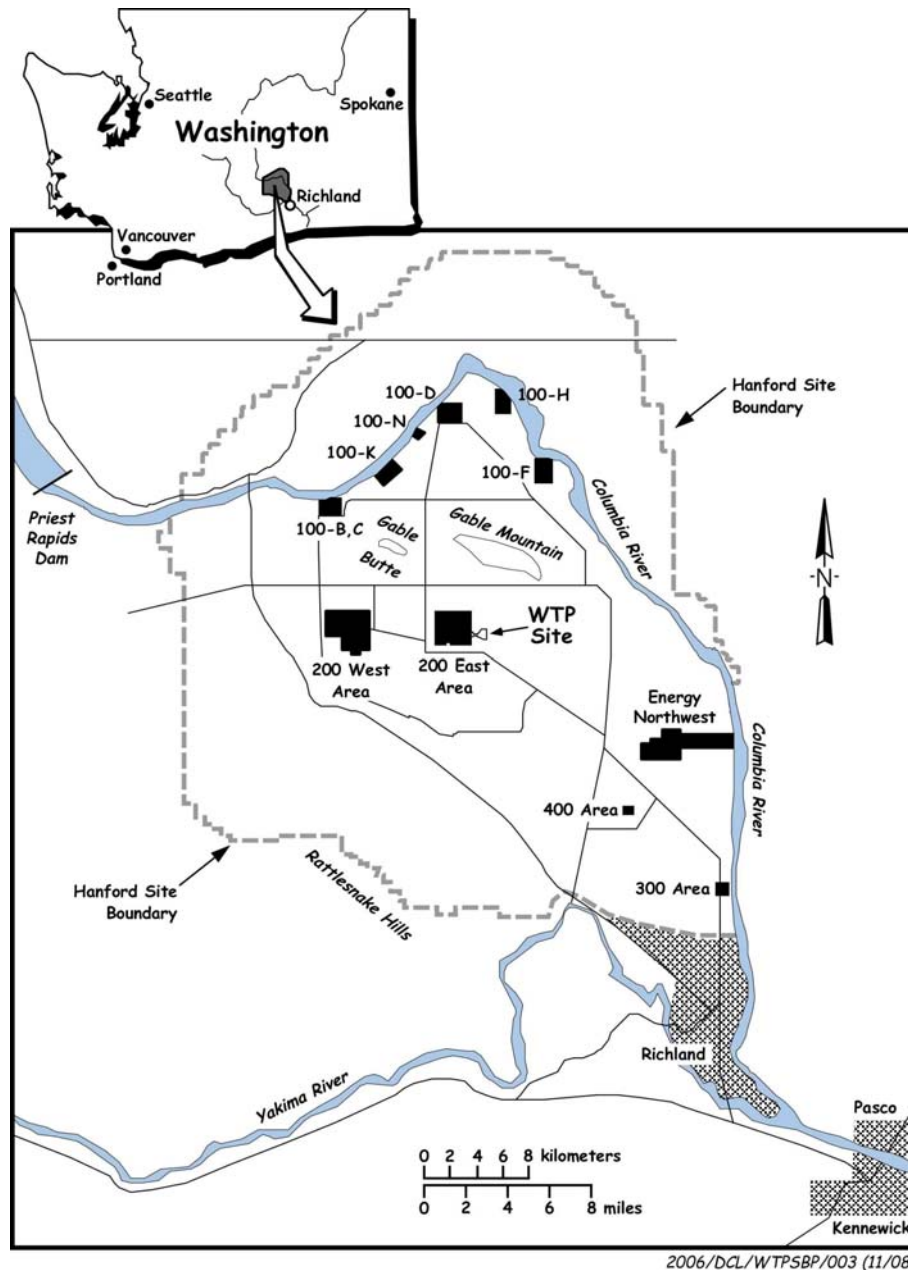 Seattle
Spokane
Washington
Richland
Vancouver
Portland
Hanford Site
Boundary
100-D
100-H
100-N
100-K
100-F
Priest
Rapids
Dam
100-B,C
Gable
Butte
Gable Mountain
Columbia River
-N-
WTP
Site
200 West
Area
200 East
Area
Energy
Northwest
Columbia River
400 Area
Hanford Site
Boundary
Rattlesnake Hills
300 Area
Richland
Yakima River
Pasco
0 2 4 6 8 kilometers
0 2 4 6 8 miles
Kennewick
2006/DCL/WTPSBP/003 (11/08